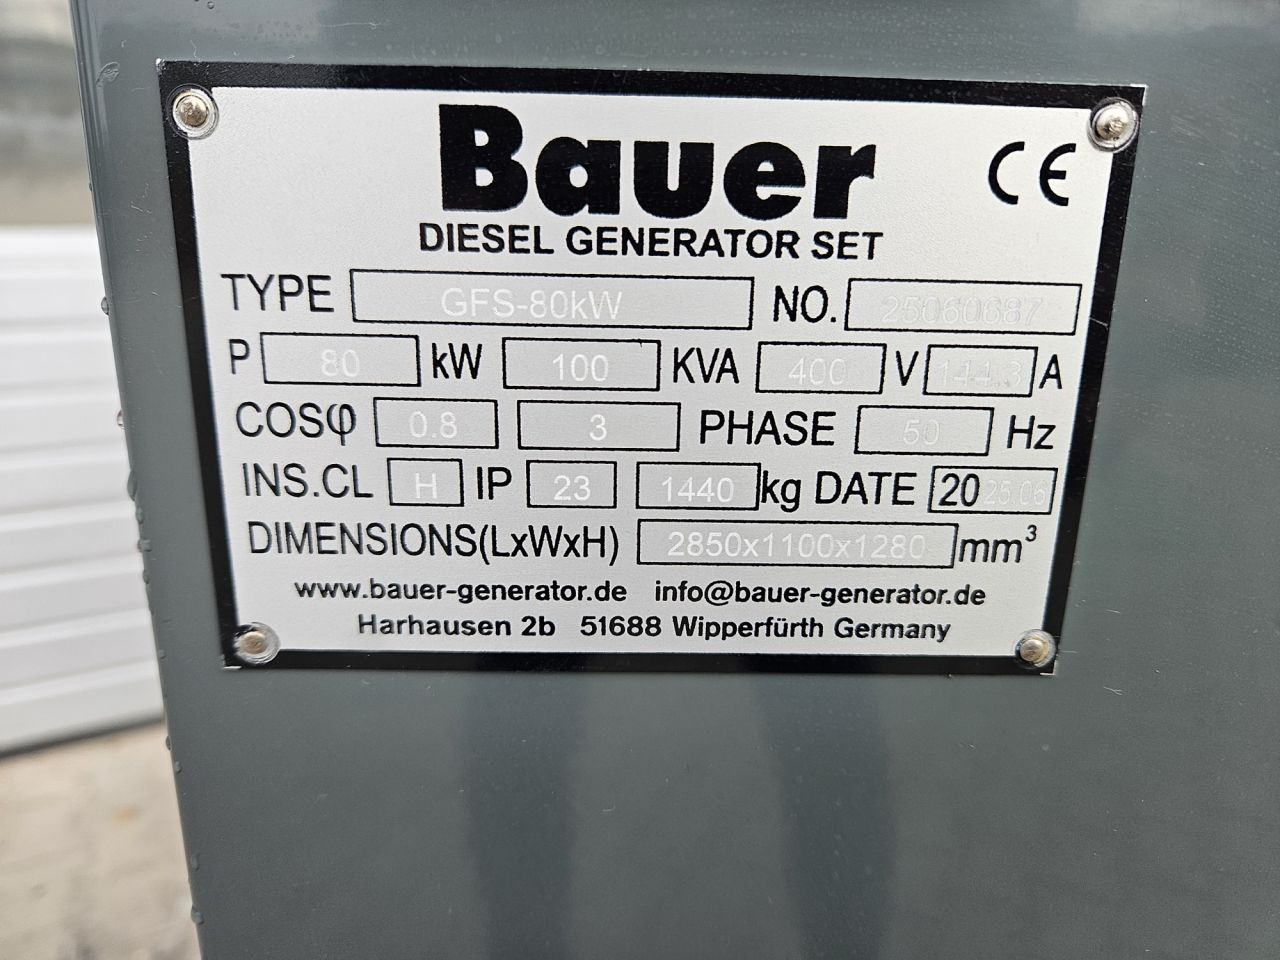 Bauer CE
DIESEL GENERATOR SET
TYPE GFS-80kW NO. 25060687
P 80 kW 100 KVA 400 V 144.3 A
COSφ 0.8 3 PHASE 50 Hz
INS.CL H IP 23 1440 kg DATE 2025.06
DIMENSIONS(LxWxH) 2850x1100x1280 mm³
www.bauer-generator.de info@bauer-generator.de
Harhausen 2b 51688 Wipperfürth Germany